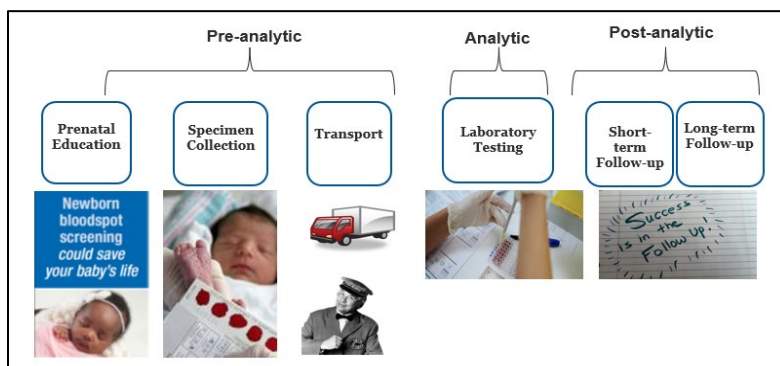 Pre-analytic
Analytic
Post-analytic
Prenatal
Education
Specimen
Collection
Transport
Laboratory
Testing
Short-
term
Follow-up
Long-term
Follow-up
Newborn
bloodspot
screening
could save
your baby's life
Success
is in the
Follow up!